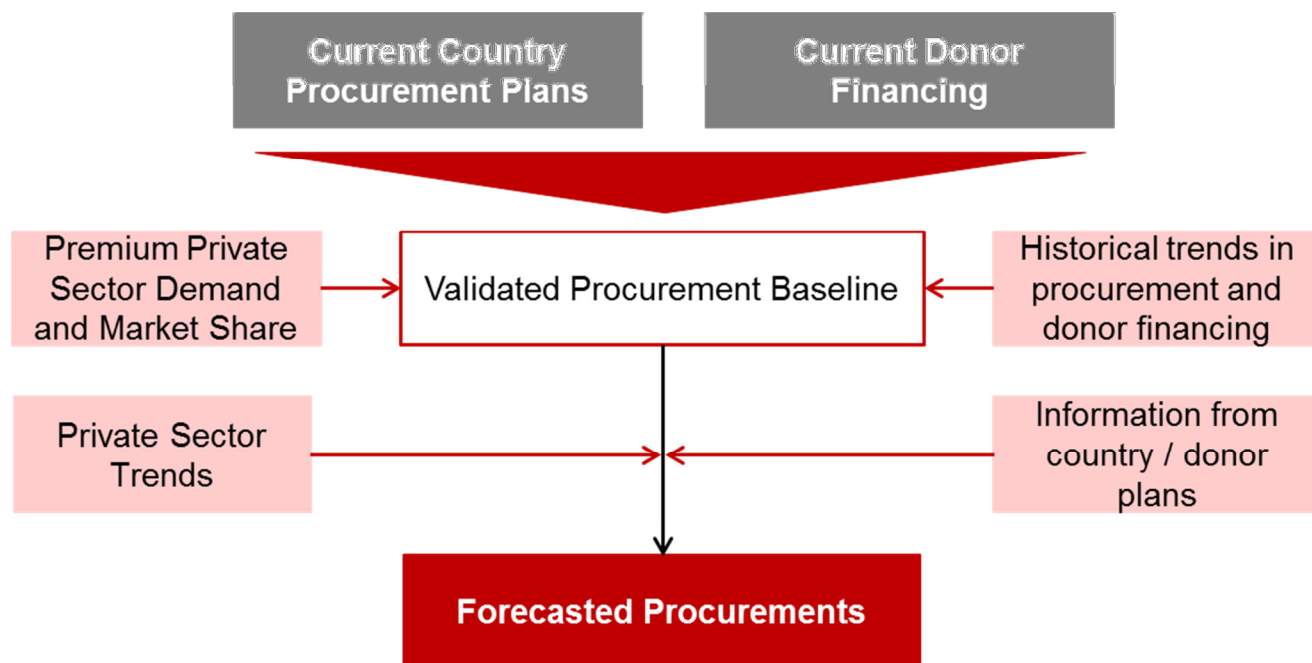 Current Country
Procurement Plans
Current Donor
Financing
Premium Private
Sector Demand
and Market Share
Validated Procurement Baseline
Historical trends in
procurement and
donor financing
Private Sector
Trends
Information from
country / donor
plans
Forecasted Procurements